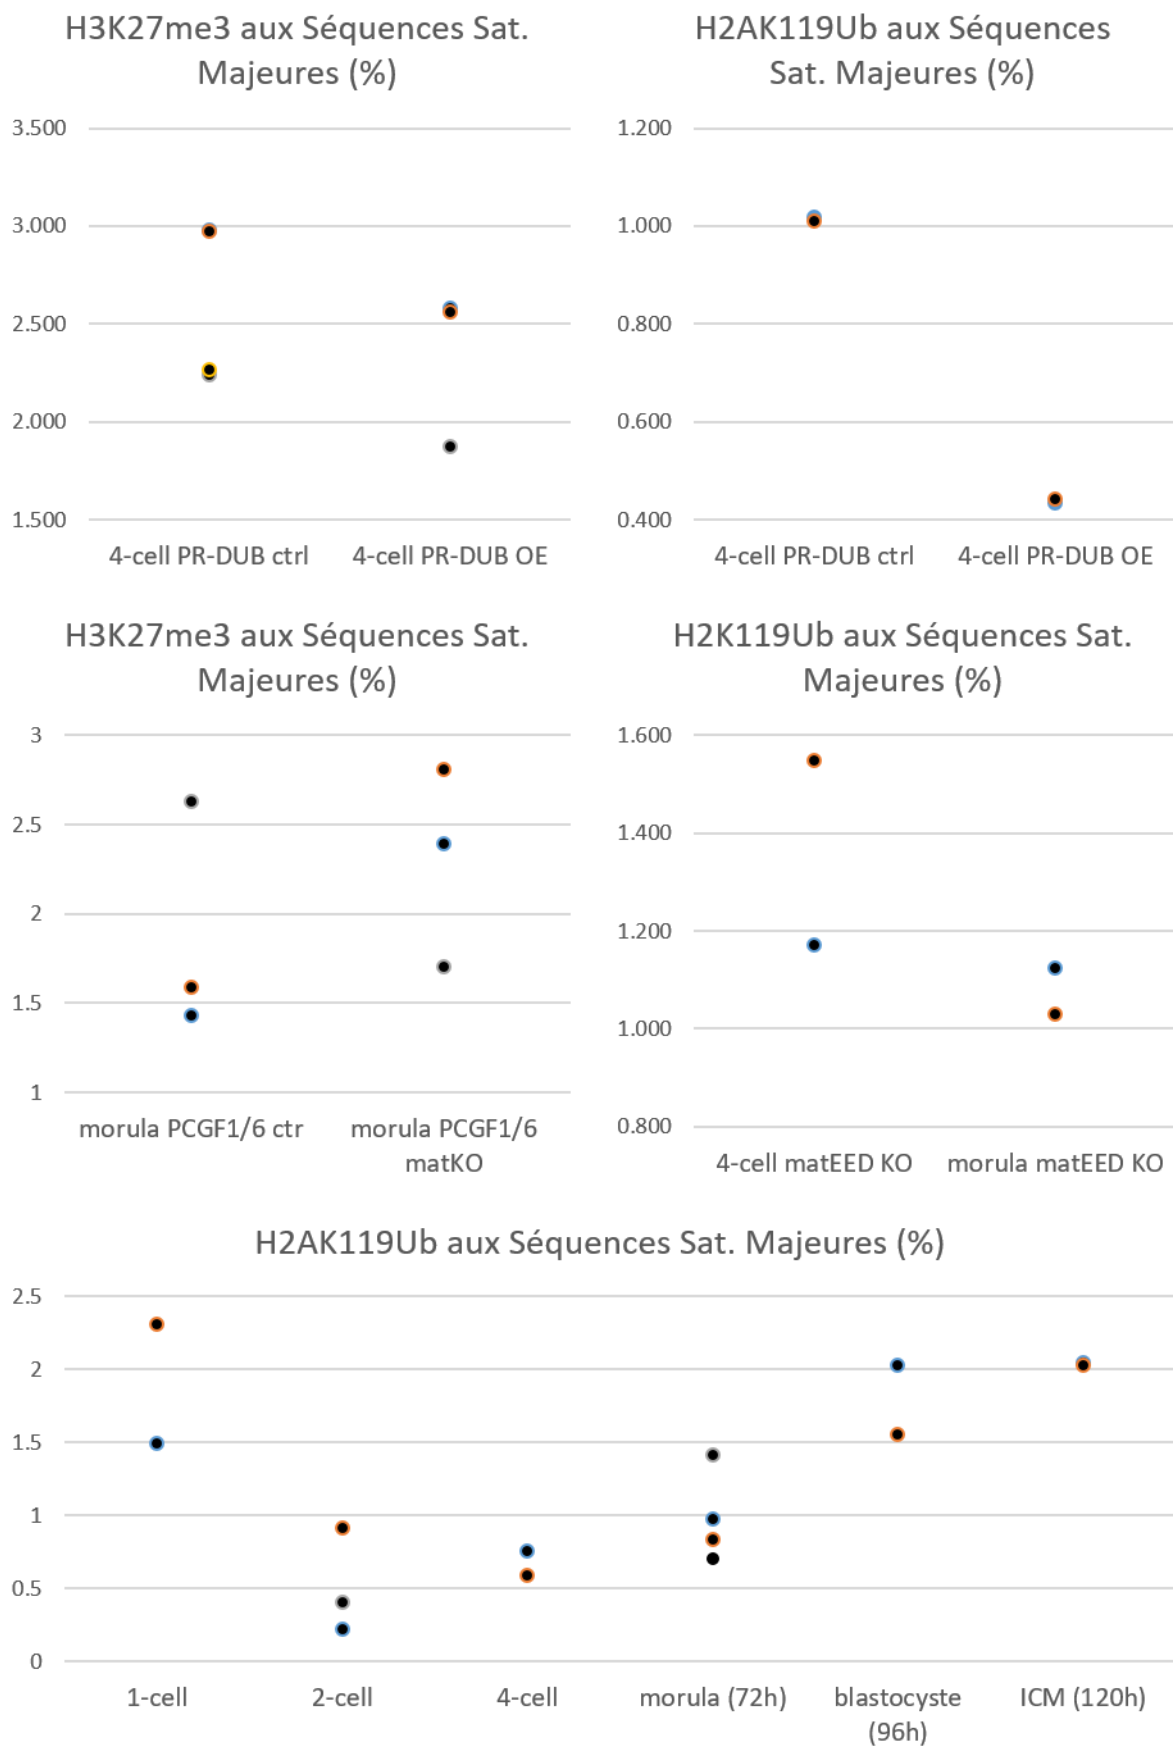 H3K27me3 aux Séquences Sat.
Majeures (%)
3.500
3.000
2.500
2.000
1.500
4-cell PR-DUB ctrl
4-cell PR-DUB OE
H2AK119Ub aux Séquences
Sat. Majeures (%)
1.200
1.000
0.800
0.600
0.400
4-cell PR-DUB ctrl
4-cell PR-DUB OE
H3K27me3 aux Séquences Sat.
Majeures (%)
3
2.5
2
1.5
1
morula PCGF1/6 ctr
morula PCGF1/6
matKO
H2K119Ub aux Séquences Sat.
Majeures (%)
1.600
1.400
1.200
1.000
0.800
4-cell matEED KO
morula matEED KO
H2AK119Ub aux Séquences Sat. Majeures (%)
2.5
2
1.5
1
0.5
0
1-cell
2-cell
4-cell
morula (72h)
blastocyste
(96h)
ICM (120h)